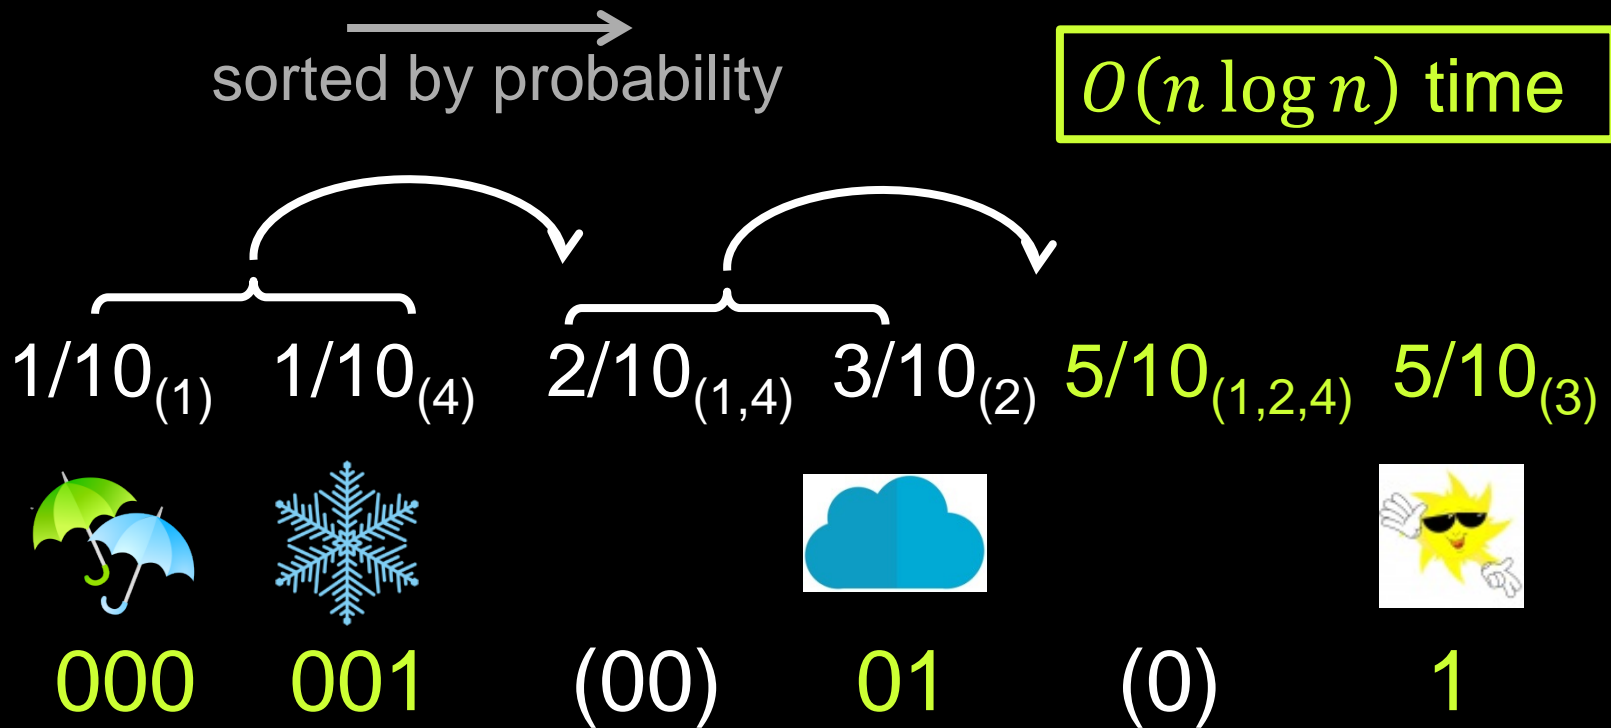 sorted by probability
O(n log n) time
1/10(1) 1/10(4) 2/10(1,4) 3/10(2) 5/10(1,2,4) 5/10(3)
000 001 (00) 01 (0) 1